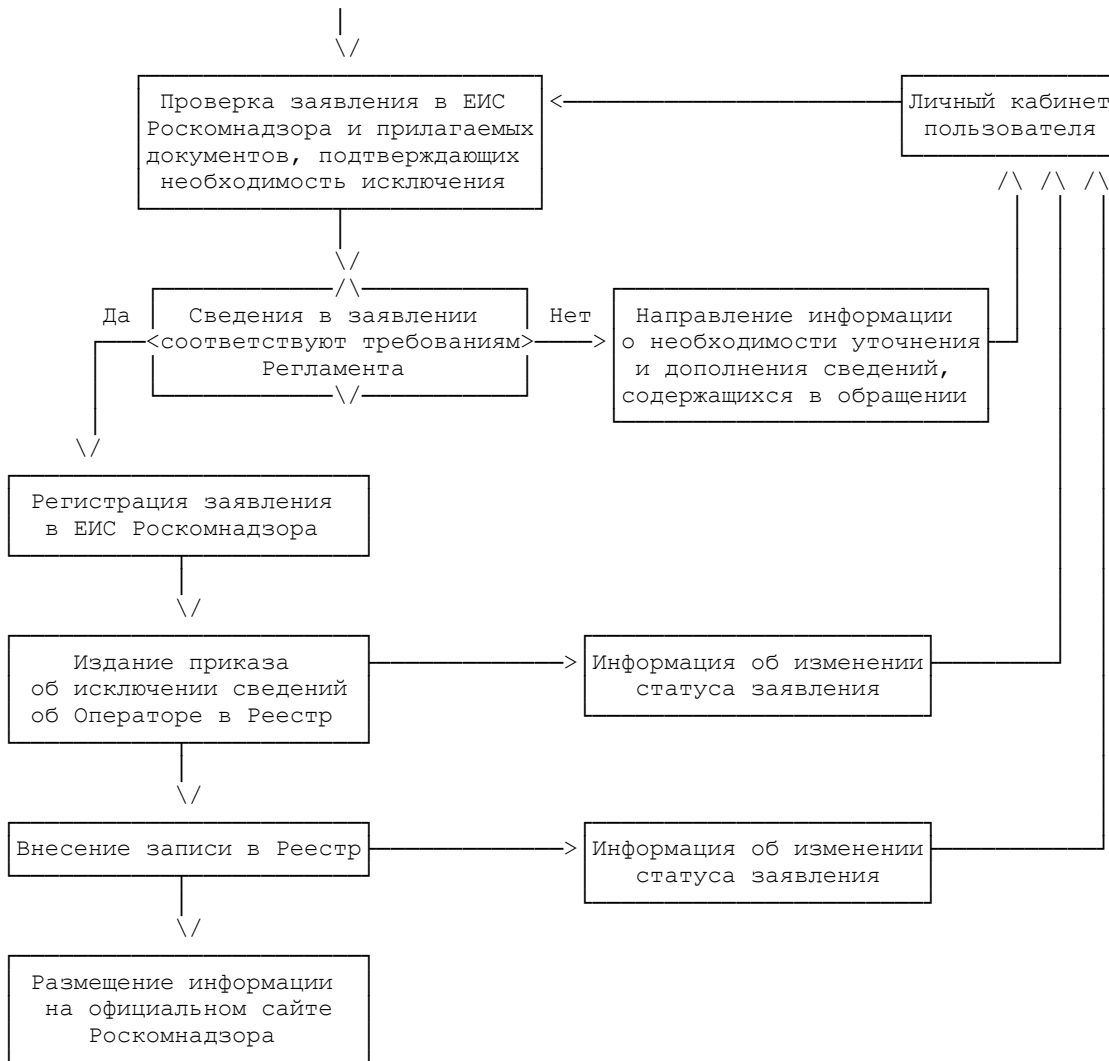 Проверка заявления в ЕИС
Роскомнадзора и прилагаемых
документов, подтверждающих
необходимость исключения
Личный кабинет
пользователя
Да
Сведения в заявлении
соответствуют требованиям
Регламента
Нет
Направление информации
о необходимости уточнения
и дополнения сведений,
содержащихся в обращении
Регистрация заявления
в ЕИС Роскомнадзора
Издание приказа
об исключении сведений
об Операторе в Реестр
Информация об изменении
статуса заявления
Внесение записи в Реестр
Информация об изменении
статуса заявления
Размещение информации
на официальном сайте
Роскомнадзора